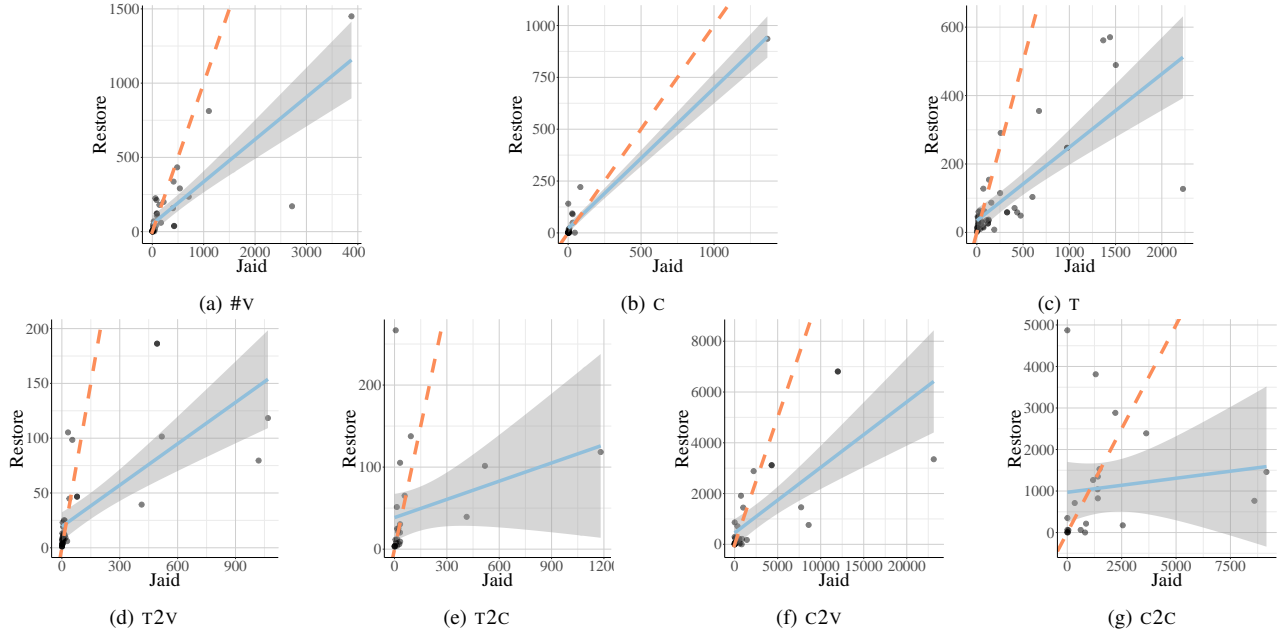 1500
1000
500
0
Restore
0 1000 2000 3000 400
Jaid
(a) #V
1000
750
500
250
0
Restore
0 500 1000
Jaid
(b) C
600
400
200
0
Restore
0 500 1000 1500 2000
Jaid
(c) T
200
150
100
50
0
Restore
0 300 600 900
Jaid
(d) T2V
200
100
0
Restore
0 300 600 900 1200
Jaid
(e) T2C
8000
6000
4000
2000
0
Restore
0 5000 10000 15000 20000
Jaid
(f) C2V
5000
4000
3000
2000
1000
0
Restore
0 2500 5000 7500
Jaid
(g) C2C